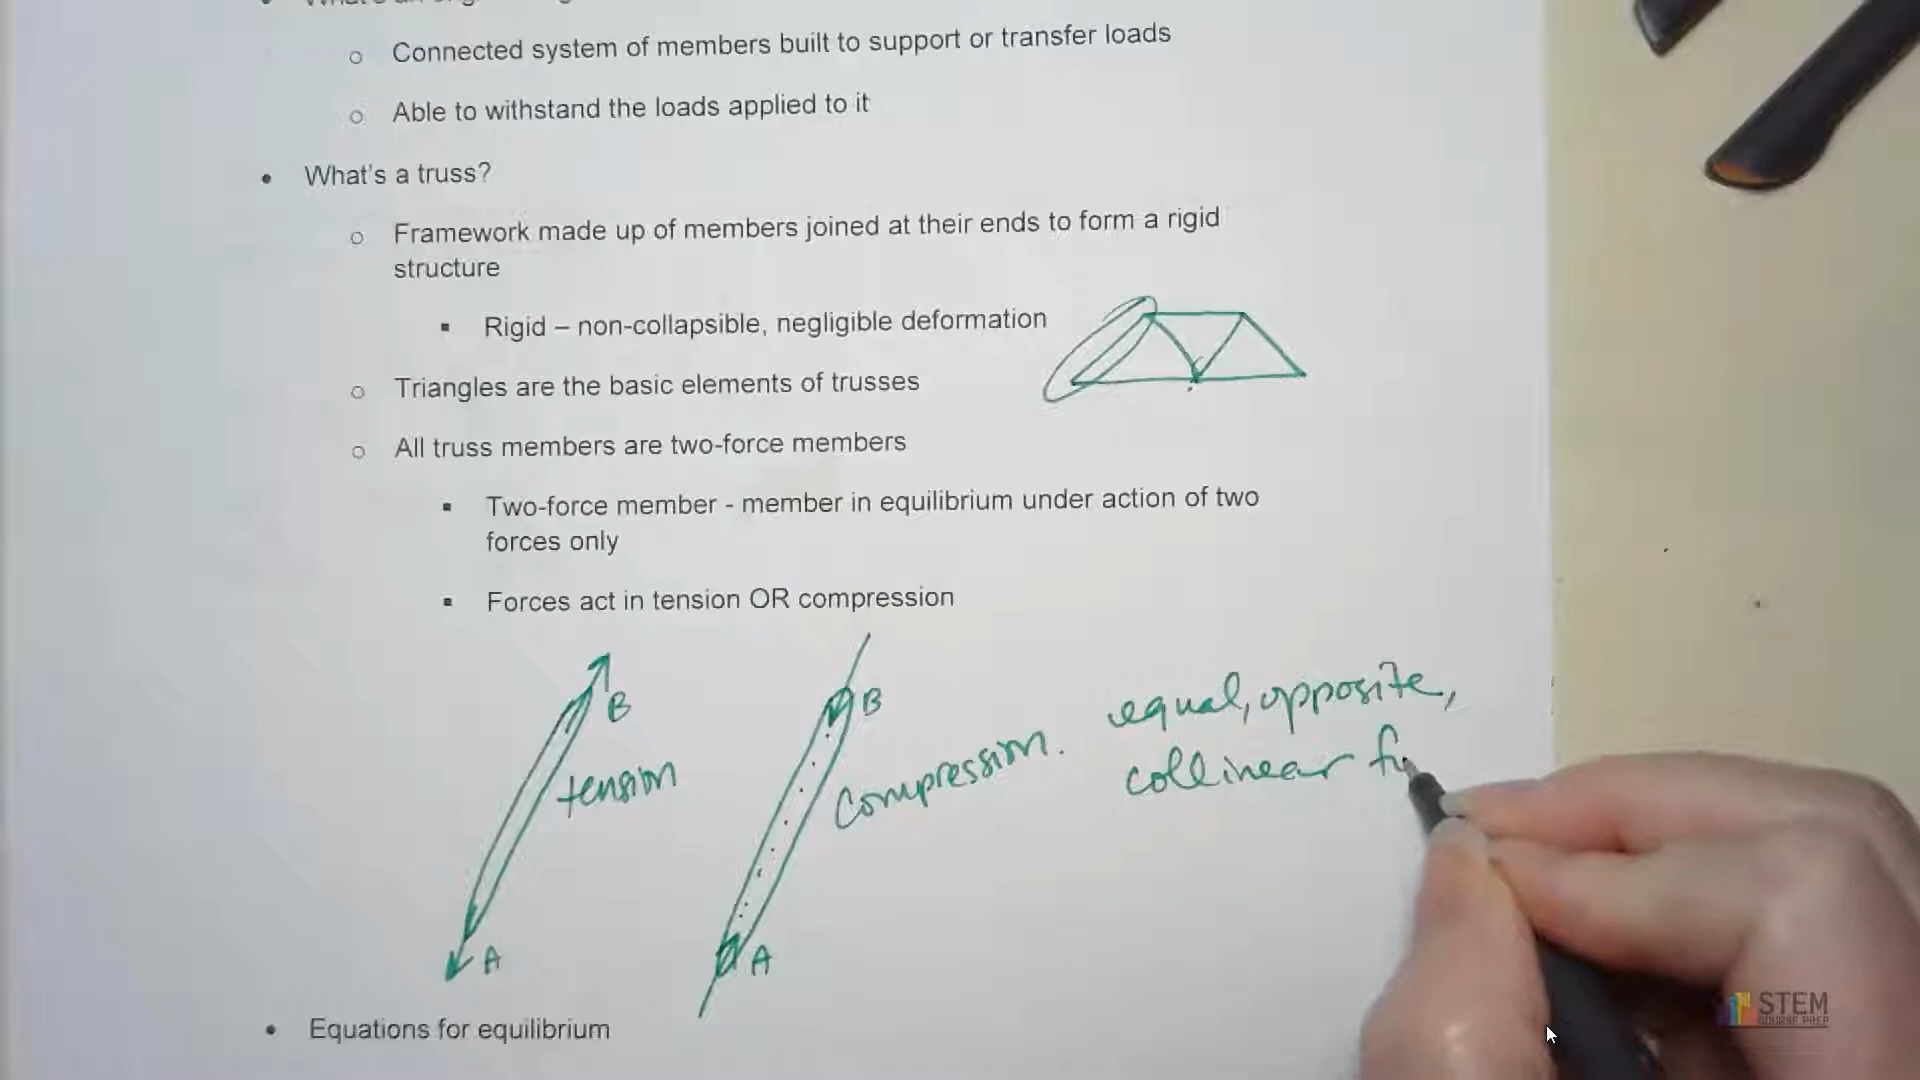 Connected system of members built to support or transfer loads
Able to withstand the loads applied to it
What's a truss?
Framework made up of members joined at their ends to form a rigid
structure
Rigid – non-collapsible, negligible deformation
Triangles are the basic elements of trusses
All truss members are two-force members
Two-force member - member in equilibrium under action of two
forces only
Forces act in tension OR compression
B
tension
A
B
Compression.
A
equal, opposite,
collinear
Equations for equilibrium
STEM
COURSE PREP